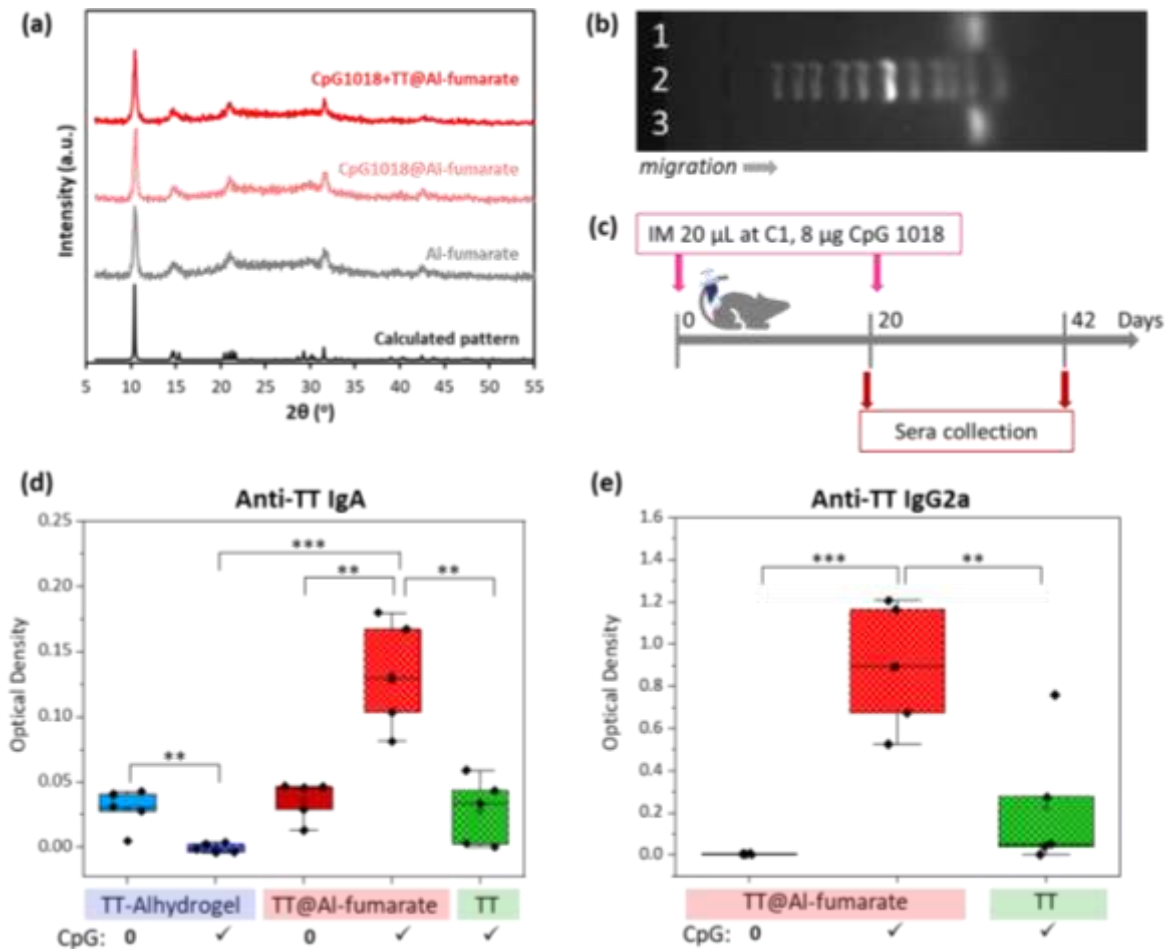 (a)
CpG1018+TT@Al-fumarate
CpG1018@Al-fumarate
Al-fumarate
Calculated pattern
Intensity (a.u.)
5 10 15 20 25 30 35 40 45 50 55
2θ (°)
(b)
1
2
3
migration
(c)
IM 20 µL at C1, 8 µg CpG 1018
0 20 42 Days
Sera collection
(d)
Anti-TT IgA
0.25
0.20
0.15
0.10
0.05
0.00
Optical Density
***
** **
**
TT-Alhydrogel TT@Al-fumarate TT
CpG: 0 ✓ 0 ✓ ✓
(e)
Anti-TT IgG2a
1.6
1.4
1.2
1.0
0.8
0.6
0.4
0.2
0.0
Optical Density
*** **
TT@Al-fumarate TT
CpG: 0 ✓ ✓